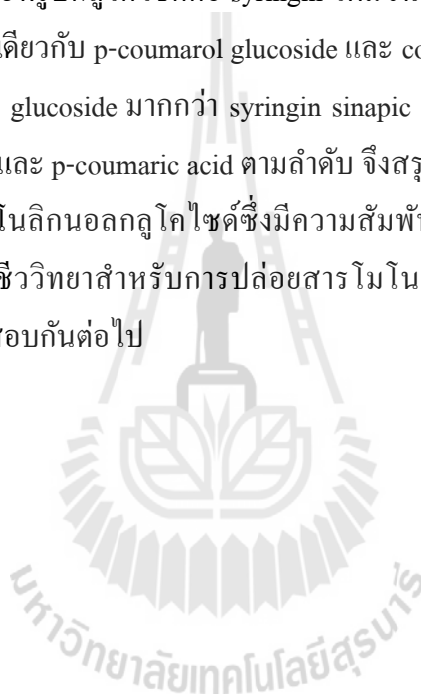 เดียวกับ p-coumarol glucoside และ co
glucoside มากกว่า syringin sinapic
และ p-coumaric acid ตามลำดับ จึงสรุ
โนลิกนอลกลูโคไซด์ซึ่งมีความสัมพั
ชีววิทยาสำหรับการปล่อยสารโมโน
สอบกันต่อไป
มหาวิทยาลัยเทคโนโลยีสุรนารี